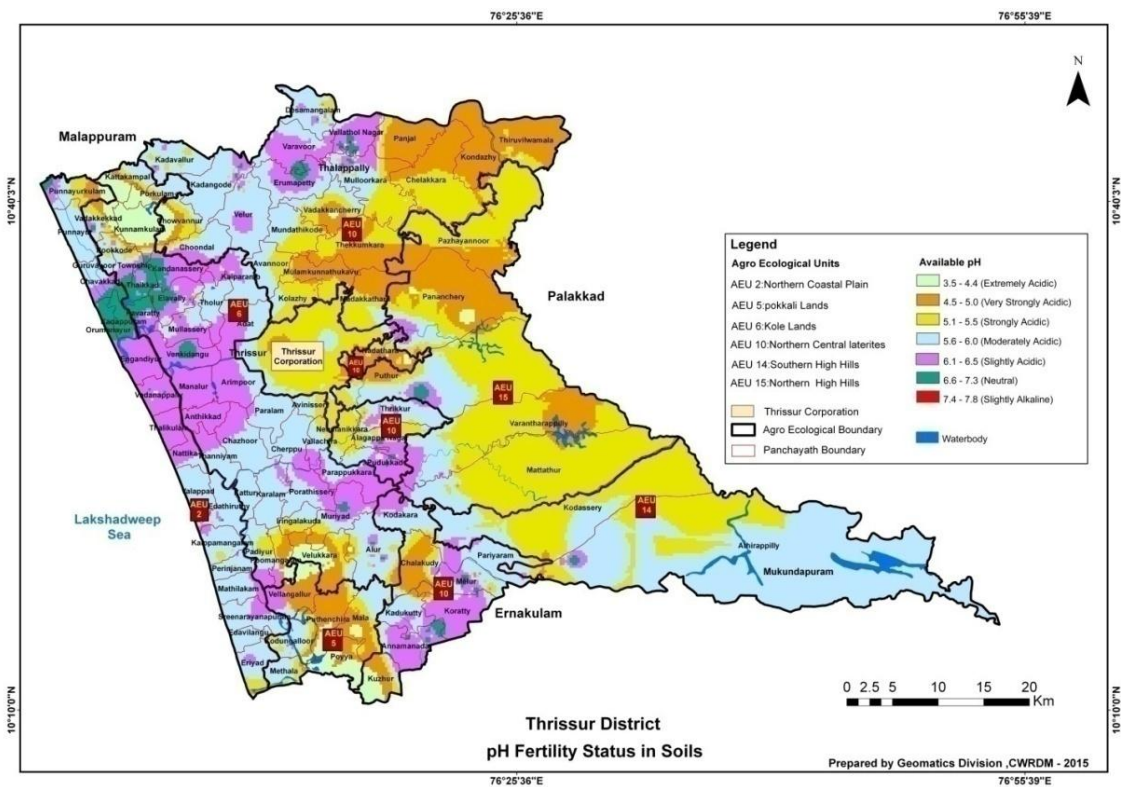 76°25'36"E
76°55'39"E
N
Malappuram
Desamangalam
Vallathol Nagar
Varavoor
Panjal
Thiruvilwamala
Kadavallur
Thalappally
Kondazhy
Kattakampal
Kadangode
Erumapetty
Mulloorkara
Chelakkara
Punnayurkulam
Porkulam
10°40'3"N
10°40'3"N
Vadakkekkad
Velur
Vadakkancherry
Chowvannur
Kunnamkulam
Mundathikode
AEU 10
Punnayur
Pazhayannoor
Thekkumkara
Choondal
Pookkode
Avannoor
Guruvayoor Township
Kandanassery
Mulamkunnathukavu
Chavakkad
Thaikkad
Kaiparamb
Kolazhy
Madakkathara
Pananchery
Palakkad
Elavally
Tholur
AEU 6
Kadappuram
Pavaratty
Orumanayur
Mullassery
Adat
Engandiyur
Venkidangu
Thrissur
Thrissur Corporation
Nadathara
AEU 10
Puthur
Vadanappally
Manalur
Arimpoor
AEU 15
Anthikkad
Paralam
Avinissery
Thrikkur
Thalikulam
Nenmanikkara
AEU 10
Varantharappilly
Chazhoor
Vallachira
Alagappa Nagar
Nattika
Cherppu
Thanniyam
Pudukkad
Parappukkara
Mattathur
Valappad
Kattur
Karalam
Porathissery
AEU 2
Edathiruthy
Muriyad
Kodakara
Kodassery
AEU 14
Lakshadweep
Sea
Iringalakuda
Kaippamangalam
Padiyur
Alur
Athirappilly
Poomangalam
Velukkara
Pariyaram
Perinjanam
Chalakudy
Mukundapuram
Melur
Mathilakam
Vellangallur
AEU 10
Sreenarayanapuram
Puthenchira
Mala
Kadukutty
Koratty
Ernakulam
Edavilangu
Kodungalloor
AEU 5
Annamanada
Eriyad
Poyya
Methala
Kuzhur
Legend
Agro Ecological Units
AEU 2:Northern Coastal Plain
AEU 5:pokkali Lands
AEU 6:Kole Lands
AEU 10:Northern Central laterites
AEU 14:Southern High Hills
AEU 15:Northern High Hills
Thrissur Corporation
Agro Ecological Boundary
Panchayath Boundary
Available pH
3.5 - 4.4 (Extremely Acidic)
4.5 - 5.0 (Very Strongly Acidic)
5.1 - 5.5 (Strongly Acidic)
5.6 - 6.0 (Moderately Acidic)
6.1 - 6.5 (Slightly Acidic)
6.6 - 7.3 (Neutral)
7.4 - 7.8 (Slightly Alkaline)
Waterbody
0 2.5 5 10 15 20
Km
10°10'0"N
10°10'0"N
Thrissur District
pH Fertility Status in Soils
Prepared by Geomatics Division ,CWRDM - 2015
76°25'36"E
76°55'39"E